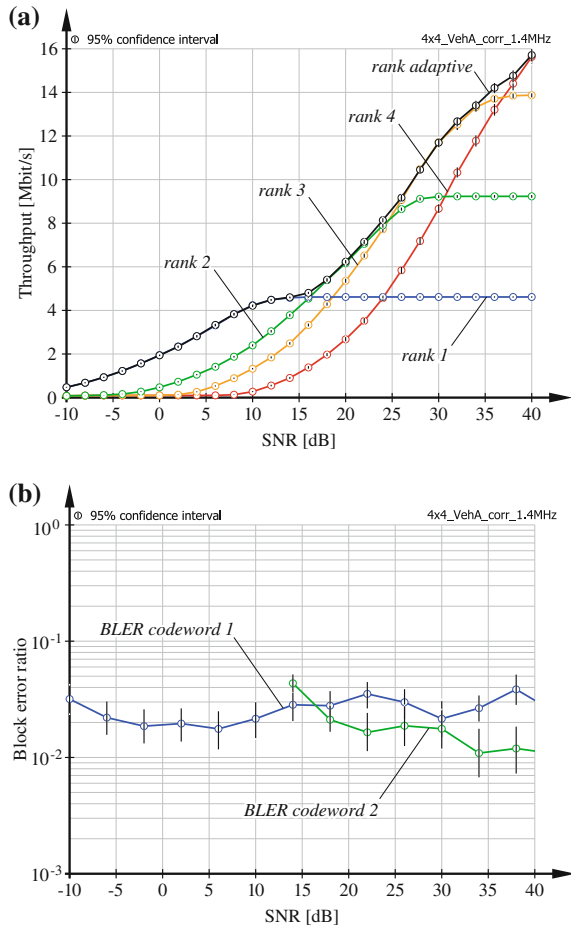 (a)
95% confidence interval
4x4_VehA_corr_1.4MHz
16
14
12
10
8
6
4
2
0
Throughput [Mbit/s]
rank adaptive
rank 4
rank 3
rank 2
rank 1
-10
-5
0
5
10
15
20
25
30
35
40
SNR [dB]
(b)
95% confidence interval
4x4_VehA_corr_1.4MHz
10^0
10^-1
10^-2
10^-3
Block error ratio
BLER codeword 1
BLER codeword 2
-10
-5
0
5
10
15
20
25
30
35
40
SNR [dB]